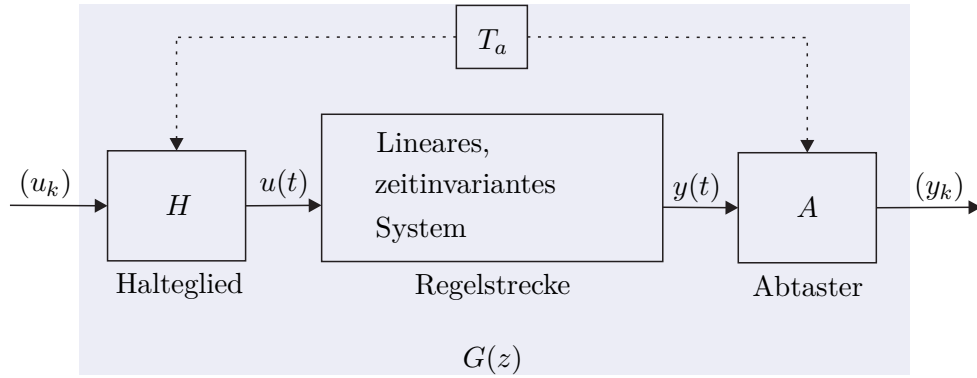 T_a
Lineares,
zeitinvariantes
System
(u_k)
H
u(t)
y(t)
A
(y_k)
Halteglied
Regelstrecke
Abtaster
G(z)